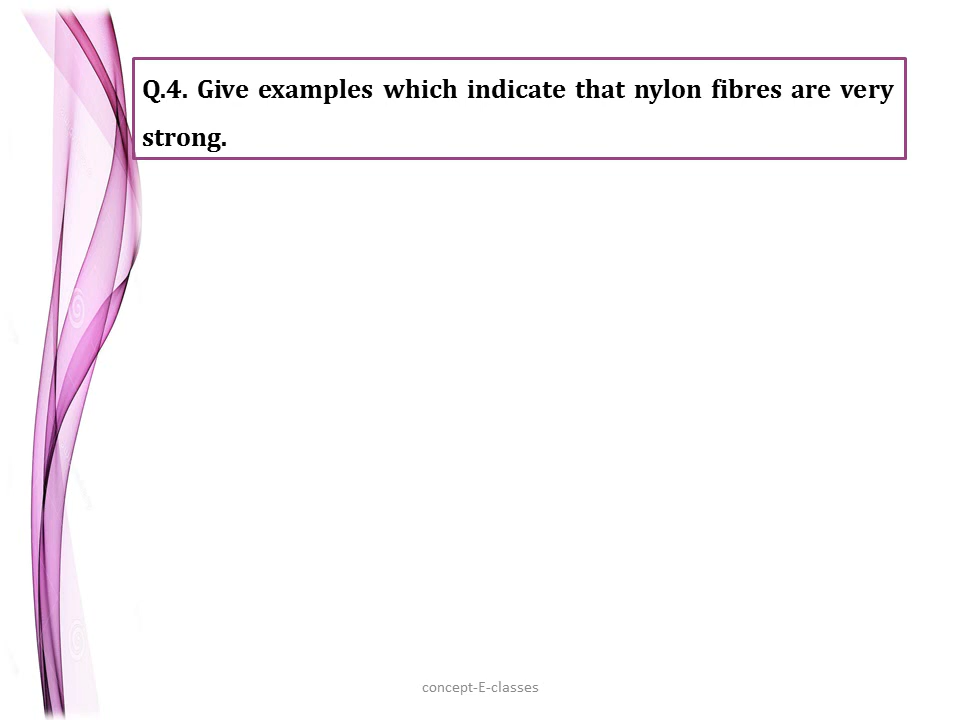 Q.4. Give examples which indicate that nylon fibres are very
strong.
concept-E-classes